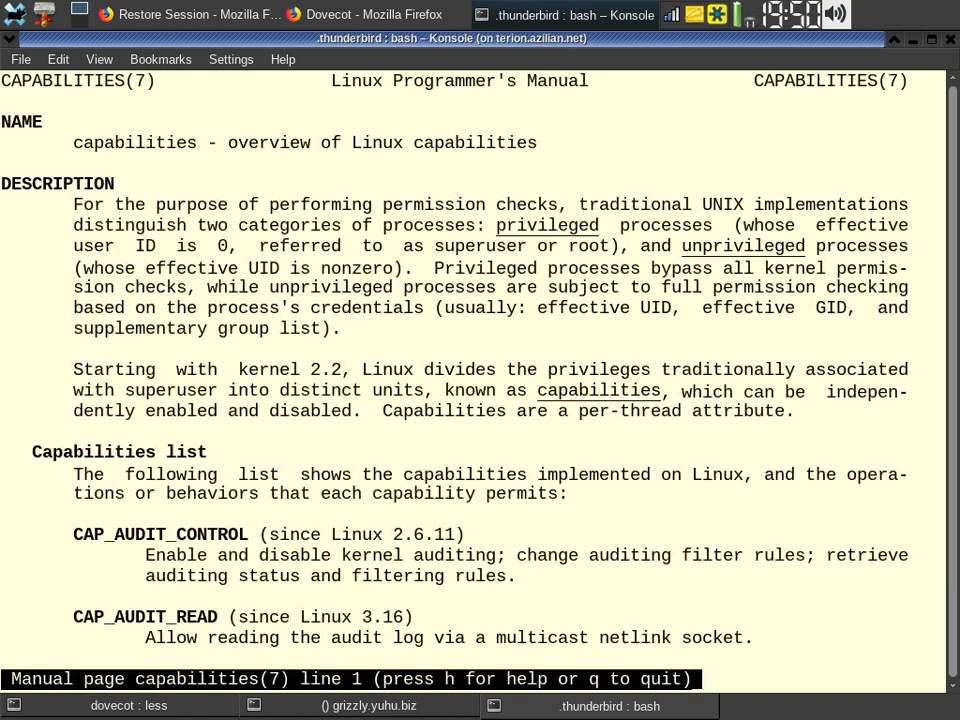 Restore Session - Mozilla F...
Dovecot - Mozilla Firefox
.thunderbird : bash – Konsole
19:50
.thunderbird : bash – Konsole (on terion.azilian.net)
File Edit View Bookmarks Settings Help
CAPABILITIES(7) Linux Programmer's Manual CAPABILITIES(7)
NAME
capabilities - overview of Linux capabilities
DESCRIPTION
For the purpose of performing permission checks, traditional UNIX implementations
distinguish two categories of processes: privileged processes (whose effective
user ID is 0, referred to as superuser or root), and unprivileged processes
(whose effective UID is nonzero). Privileged processes bypass all kernel permis-
sion checks, while unprivileged processes are subject to full permission checking
based on the process's credentials (usually: effective UID, effective GID, and
supplementary group list).
Starting with kernel 2.2, Linux divides the privileges traditionally associated
with superuser into distinct units, known as capabilities, which can be indepen-
dently enabled and disabled. Capabilities are a per-thread attribute.
Capabilities list
The following list shows the capabilities implemented on Linux, and the opera-
tions or behaviors that each capability permits:
CAP_AUDIT_CONTROL (since Linux 2.6.11)
Enable and disable kernel auditing; change auditing filter rules; retrieve
auditing status and filtering rules.
CAP_AUDIT_READ (since Linux 3.16)
Allow reading the audit log via a multicast netlink socket.
Manual page capabilities(7) line 1 (press h for help or q to quit)
dovecot : less
() grizzly.yuhu.biz
.thunderbird : bash